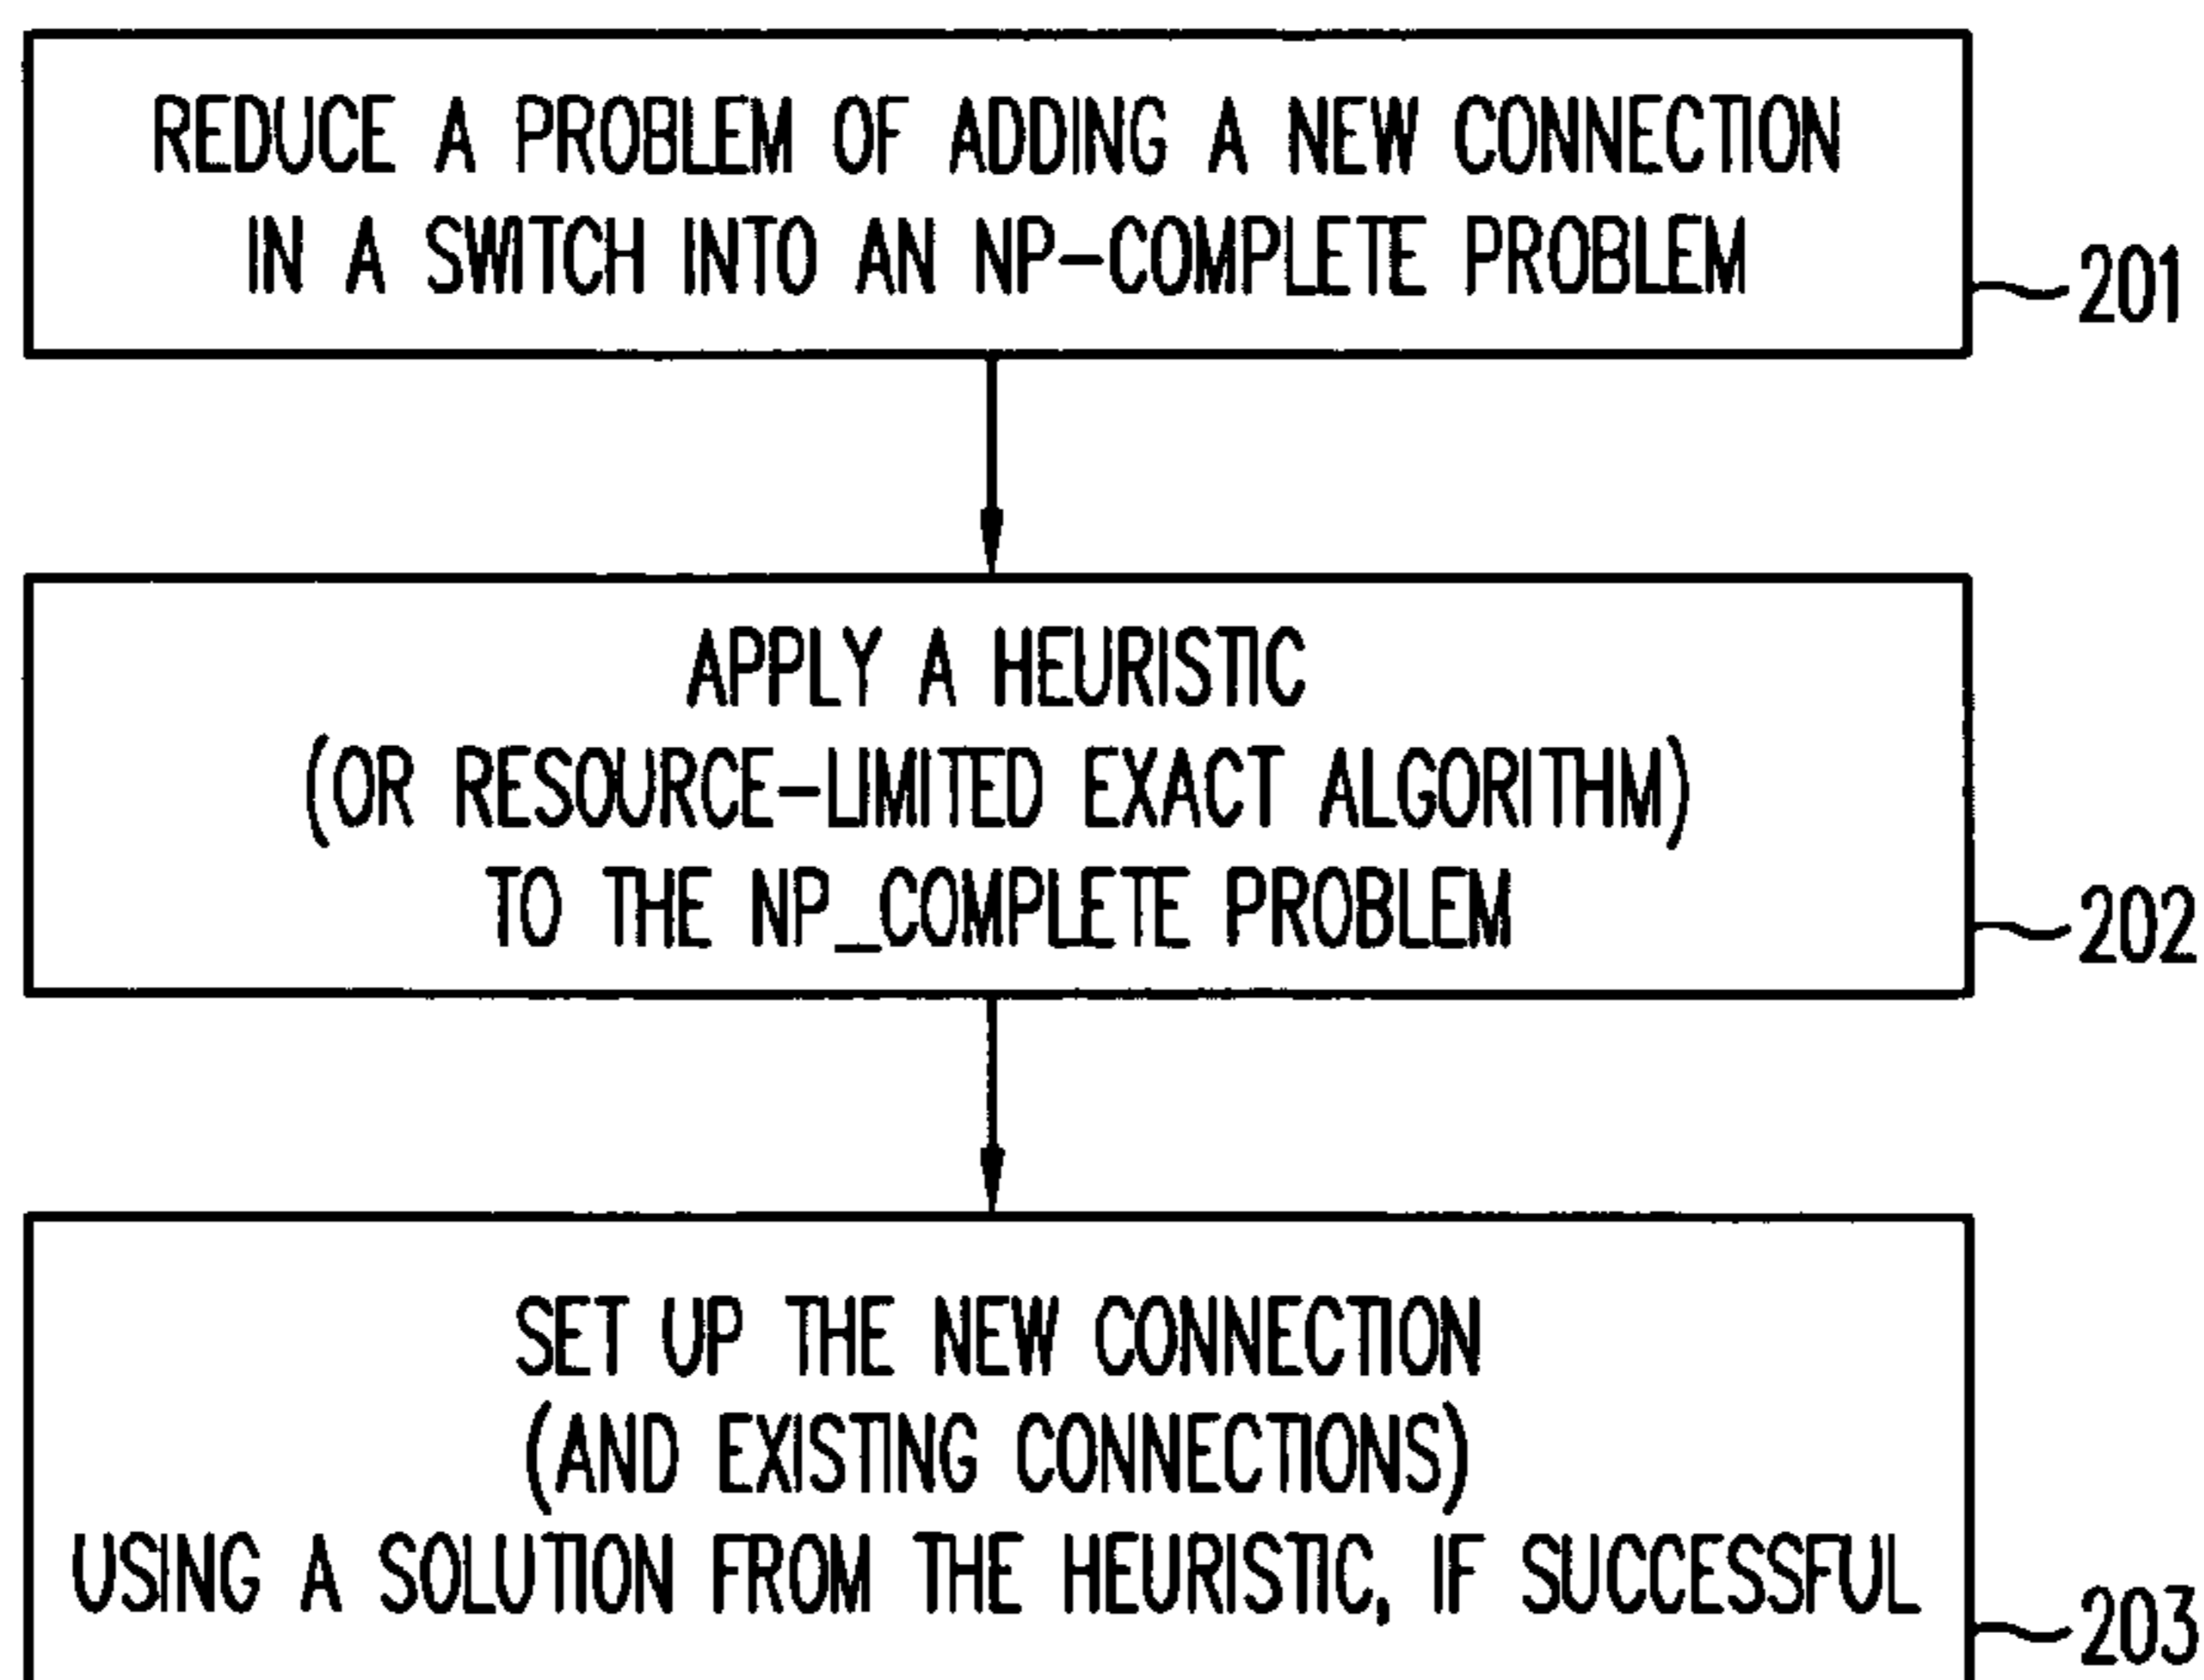 REDUCE A PROBLEM OF ADDING A NEW CONNECTION
IN A SWITCH INTO AN NP-COMPLETE PROBLEM
201
APPLY A HEURISTIC
(OR RESOURCE-LIMITED EXACT ALGORITHM)
TO THE NP_COMPLETE PROBLEM
202
SET UP THE NEW CONNECTION
(AND EXISTING CONNECTIONS)
USING A SOLUTION FROM THE HEURISTIC, IF SUCCESSFUL
203